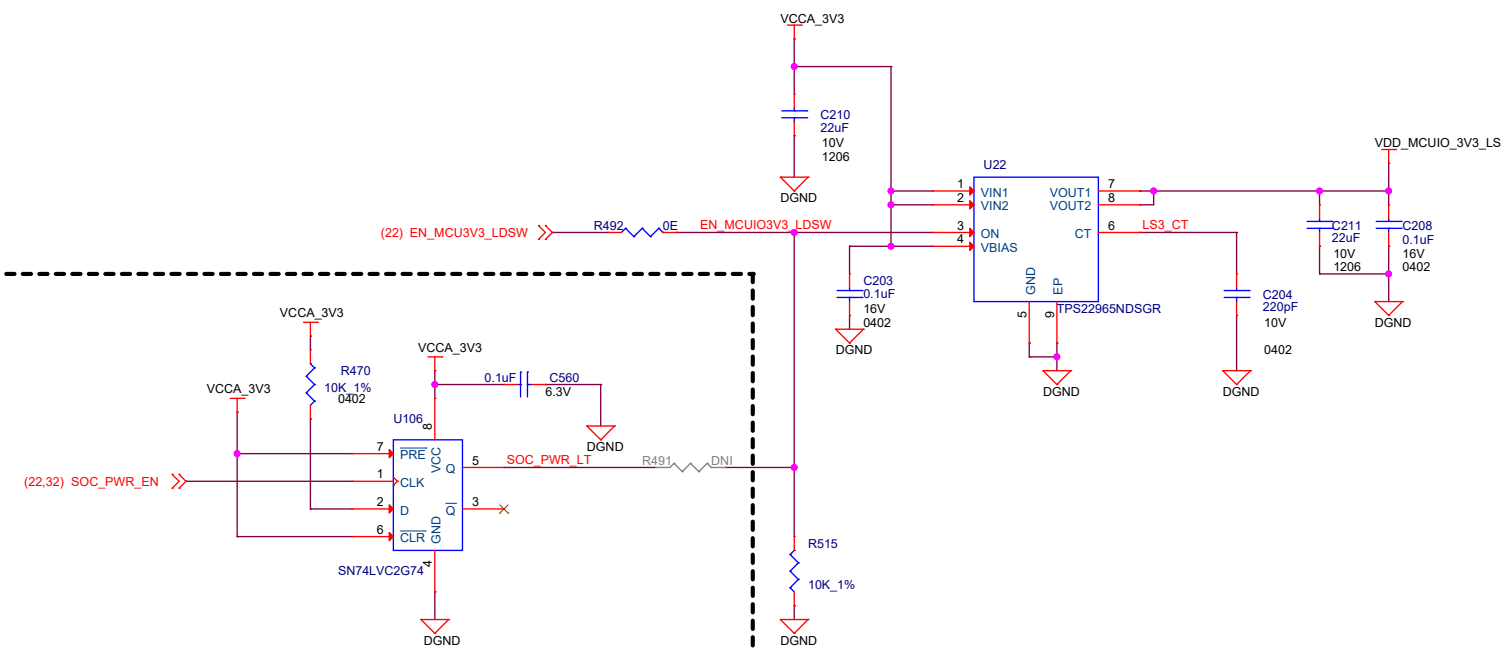 VCCA_3V3
C210
22uF
10V
1206
DGND
U22
VDD_MCUIO_3V3_LS
1
VIN1
VOUT1
7
2
VIN2
VOUT2
8
(22) EN_MCU3V3_LDSW
R492
0E
EN_MCUIO3V3_LDSW
3
ON
CT
6
LS3_CT
4
VBIAS
C211
22uF
10V
1206
C208
0.1uF
16V
0402
DGND
GND
EP
5
9
TPS22965NDSGR
DGND
C203
0.1uF
16V
0402
DGND
C204
220pF
10V
0402
DGND
VCCA_3V3
R470
10K_1%
0402
VCCA_3V3
VCCA_3V3
0.1uF
C560
6.3V
DGND
U106
8
7
PRE
VCC
Q
5
SOC_PWR_LT
R491
DNI
(22,32) SOC_PWR_EN
1
CLK
2
D
Q
3
6
CLR
GND
SN74LVC2G74
4
DGND
R515
10K_1%
DGND